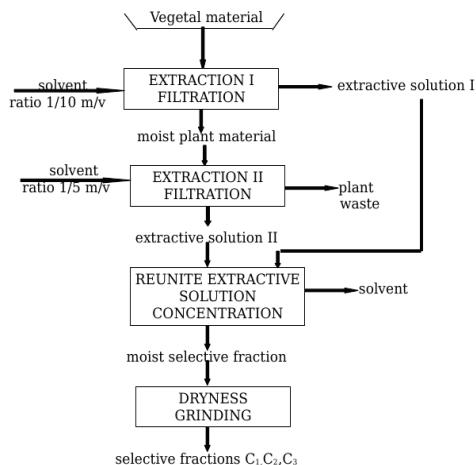 Vegetal material
solvent
ratio 1/10 m/v
EXTRACTION I
FILTRATION
extractive solution I
moist plant material
solvent
ratio 1/5 m/v
EXTRACTION II
FILTRATION
plant
waste
extractive solution II
REUNITE EXTRACTIVE
SOLUTION
CONCENTRATION
solvent
moist selective fraction
DRYNESS
GRINDING
selective fractions C₁,C₂,C₃